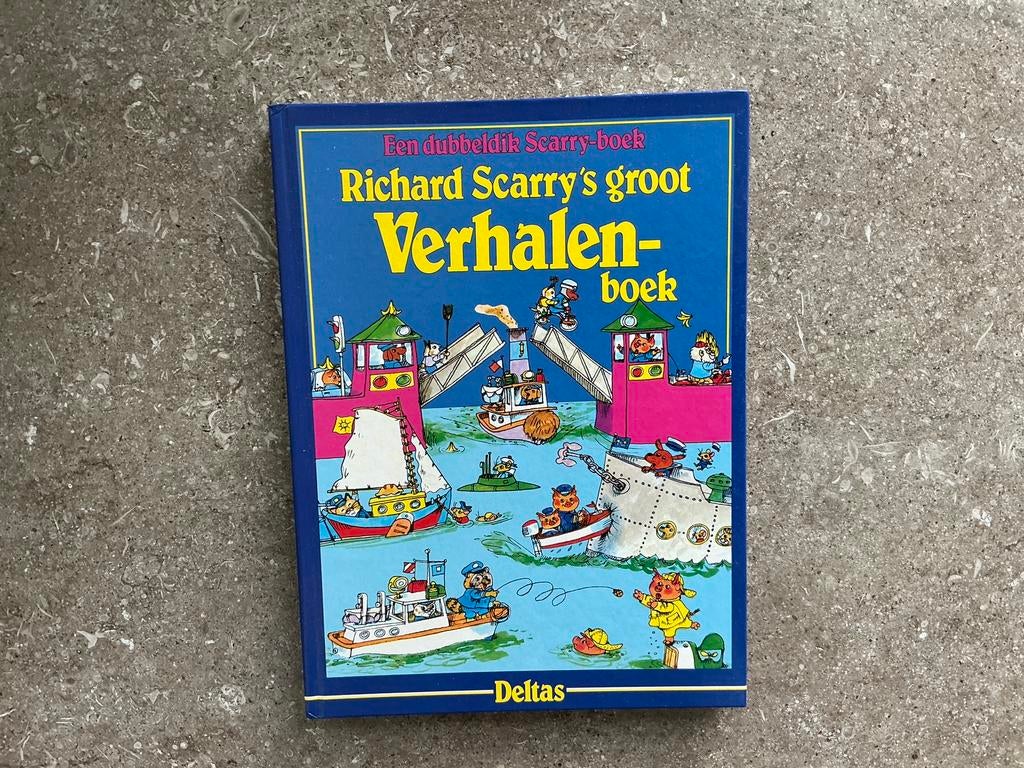 Een dubbeldik Scarry-boek
Richard Scarry's groot
Verhalen-
boek
Deltas